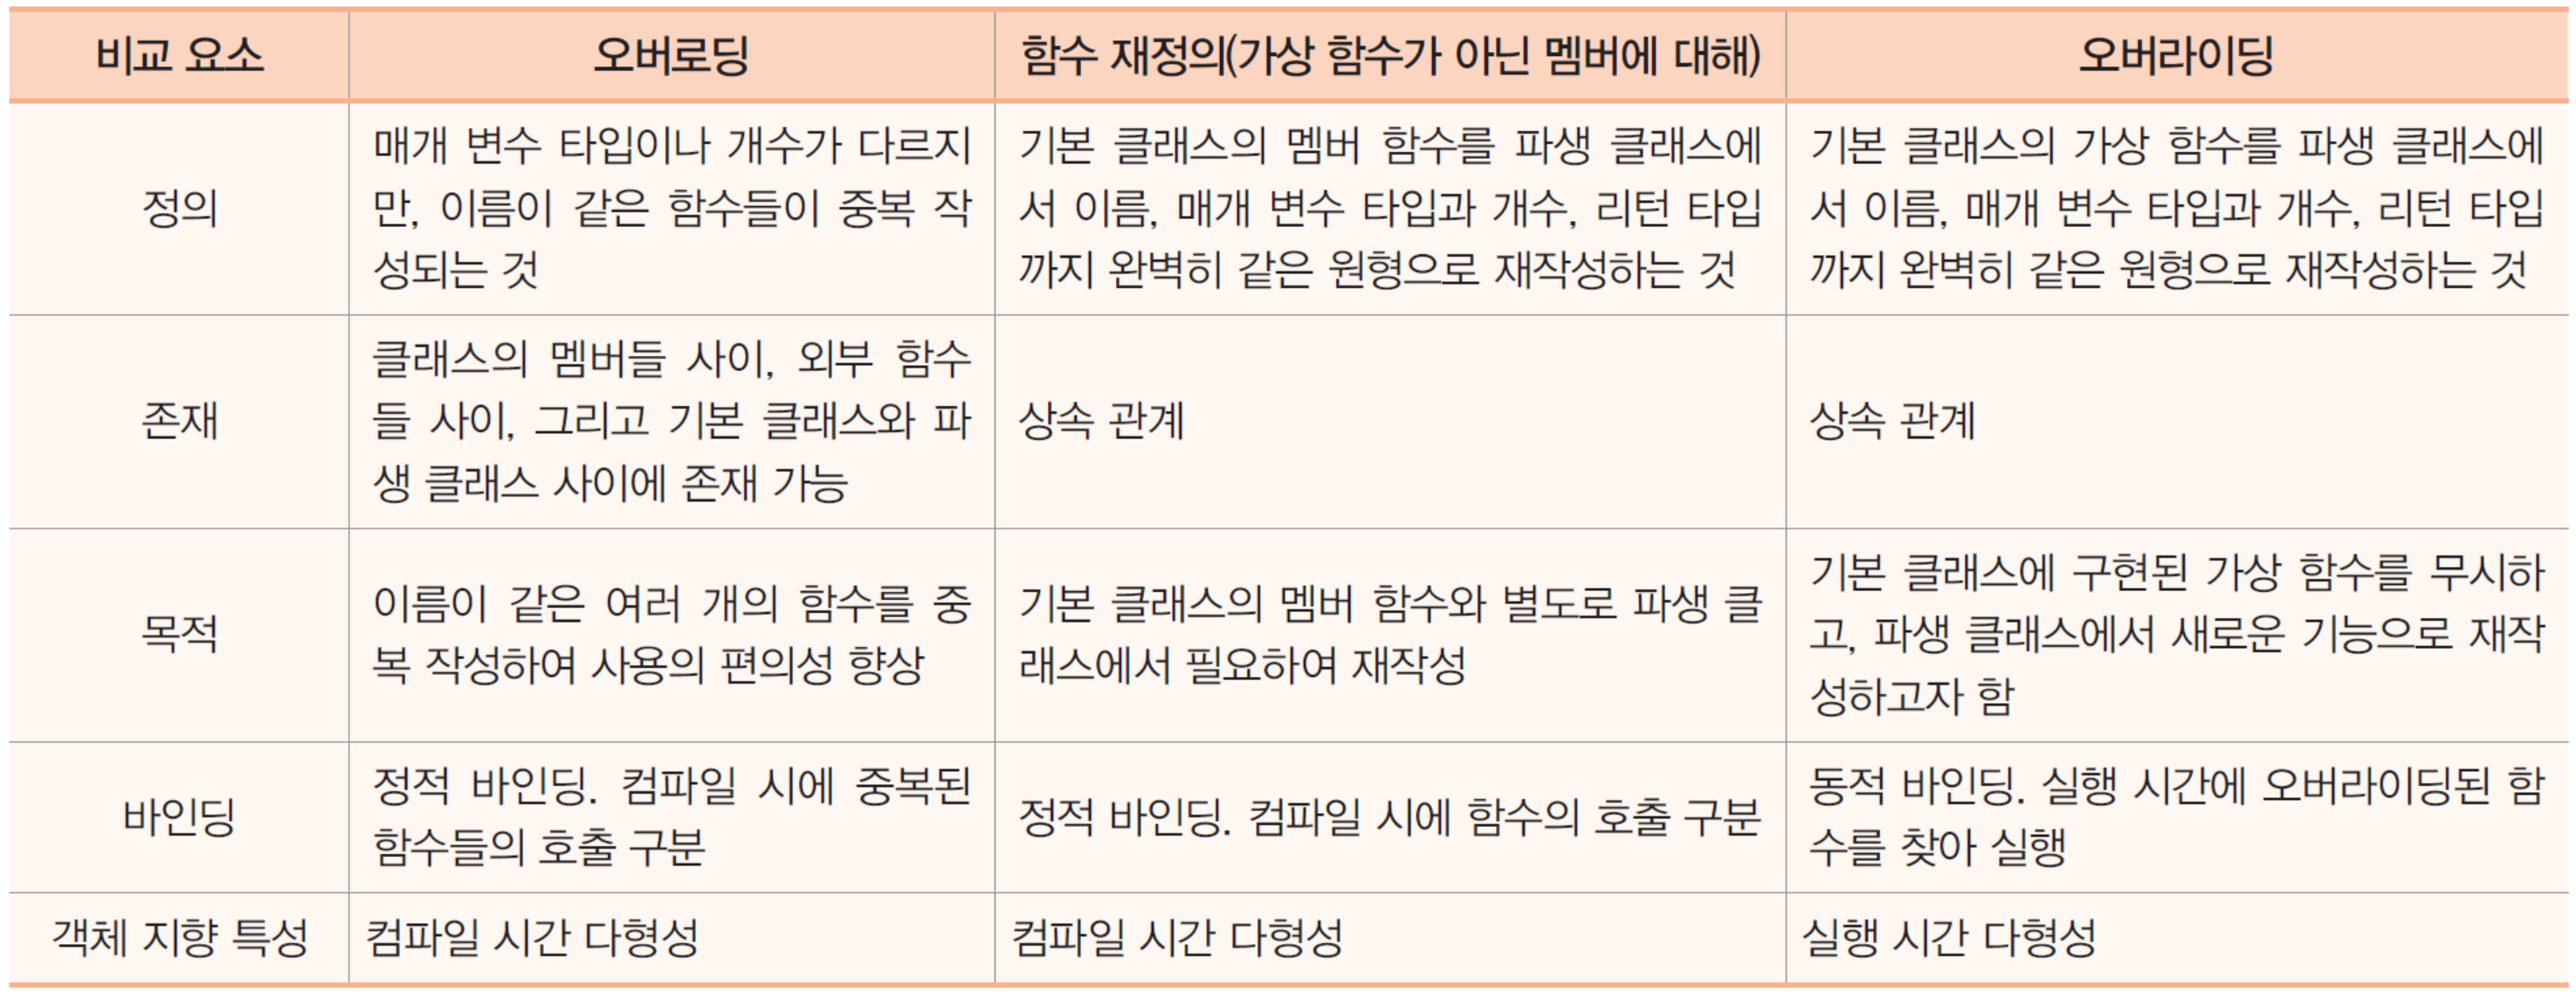 비교 요소
오버로딩
함수 재정의(가상 함수가 아닌 멤버에 대해)
오버라이딩
정의
매개 변수 타입이나 개수가 다르지
만, 이름이 같은 함수들이 중복 작
성되는 것
기본 클래스의 멤버 함수를 파생 클래스에
서 이름, 매개 변수 타입과 개수, 리턴 타입
까지 완벽히 같은 원형으로 재작성하는 것
기본 클래스의 가상 함수를 파생 클래스에
서 이름, 매개 변수 타입과 개수, 리턴 타입
까지 완벽히 같은 원형으로 재작성하는 것
존재
클래스의 멤버들 사이, 외부 함수
들 사이, 그리고 기본 클래스와 파
생 클래스 사이에 존재 가능
상속 관계
상속 관계
목적
이름이 같은 여러 개의 함수를 중
복 작성하여 사용의 편의성 향상
기본 클래스의 멤버 함수와 별도로 파생 클
래스에서 필요하여 재작성
기본 클래스에 구현된 가상 함수를 무시하
고, 파생 클래스에서 새로운 기능으로 재작
성하고자 함
바인딩
정적 바인딩. 컴파일 시에 중복된
함수들의 호출 구분
정적 바인딩. 컴파일 시에 함수의 호출 구분
동적 바인딩. 실행 시간에 오버라이딩된 함
수를 찾아 실행
객체 지향 특성
컴파일 시간 다형성
컴파일 시간 다형성
실행 시간 다형성